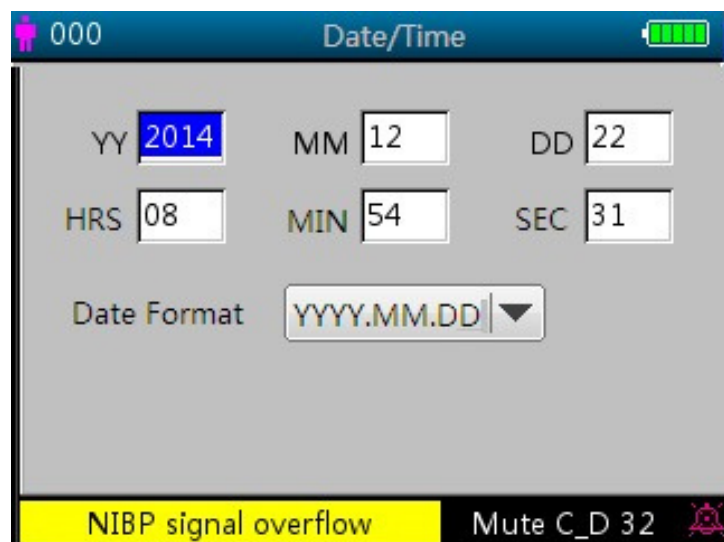 000 Date/Time
YY 2014 MM 12 DD 22
HRS 08 MIN 54 SEC 31
Date Format YYYY.MM.DD
NIBP signal overflow Mute C_D 32